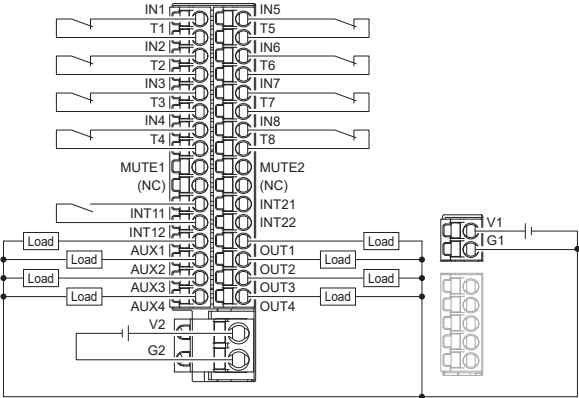 IN1 IN5
T1 T5
IN2 IN6
T2 T6
IN3 IN7
T3 T7
IN4 IN8
T4 T8
MUTE1 MUTE2
(NC) (NC)
INT11 INT21
INT12 INT22
Load Load
AUX1 OUT1
Load Load
AUX2 OUT2
Load Load
AUX3 OUT3
Load Load
AUX4 OUT4
V2
G2
V1
G1